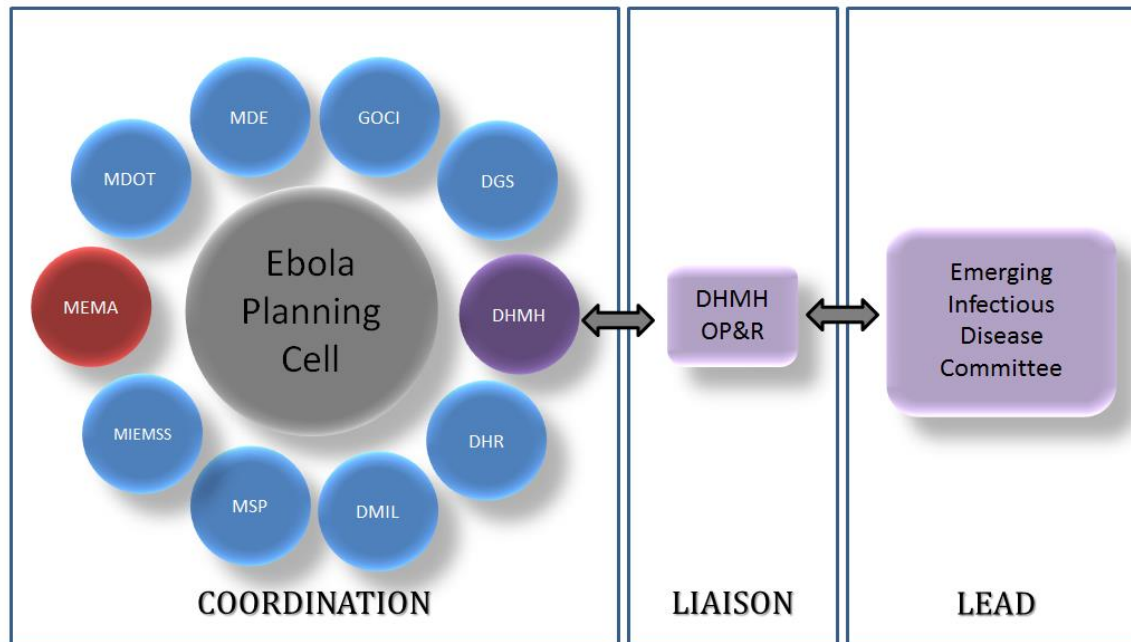 MDE
GOCI
MDOT
DGS
MEMA
Ebola
Planning
Cell
DHMH
MIEMSS
DHR
MSP
DMIL
COORDINATION
DHMH
OP&R
LIAISON
Emerging
Infectious
Disease
Committee
LEAD